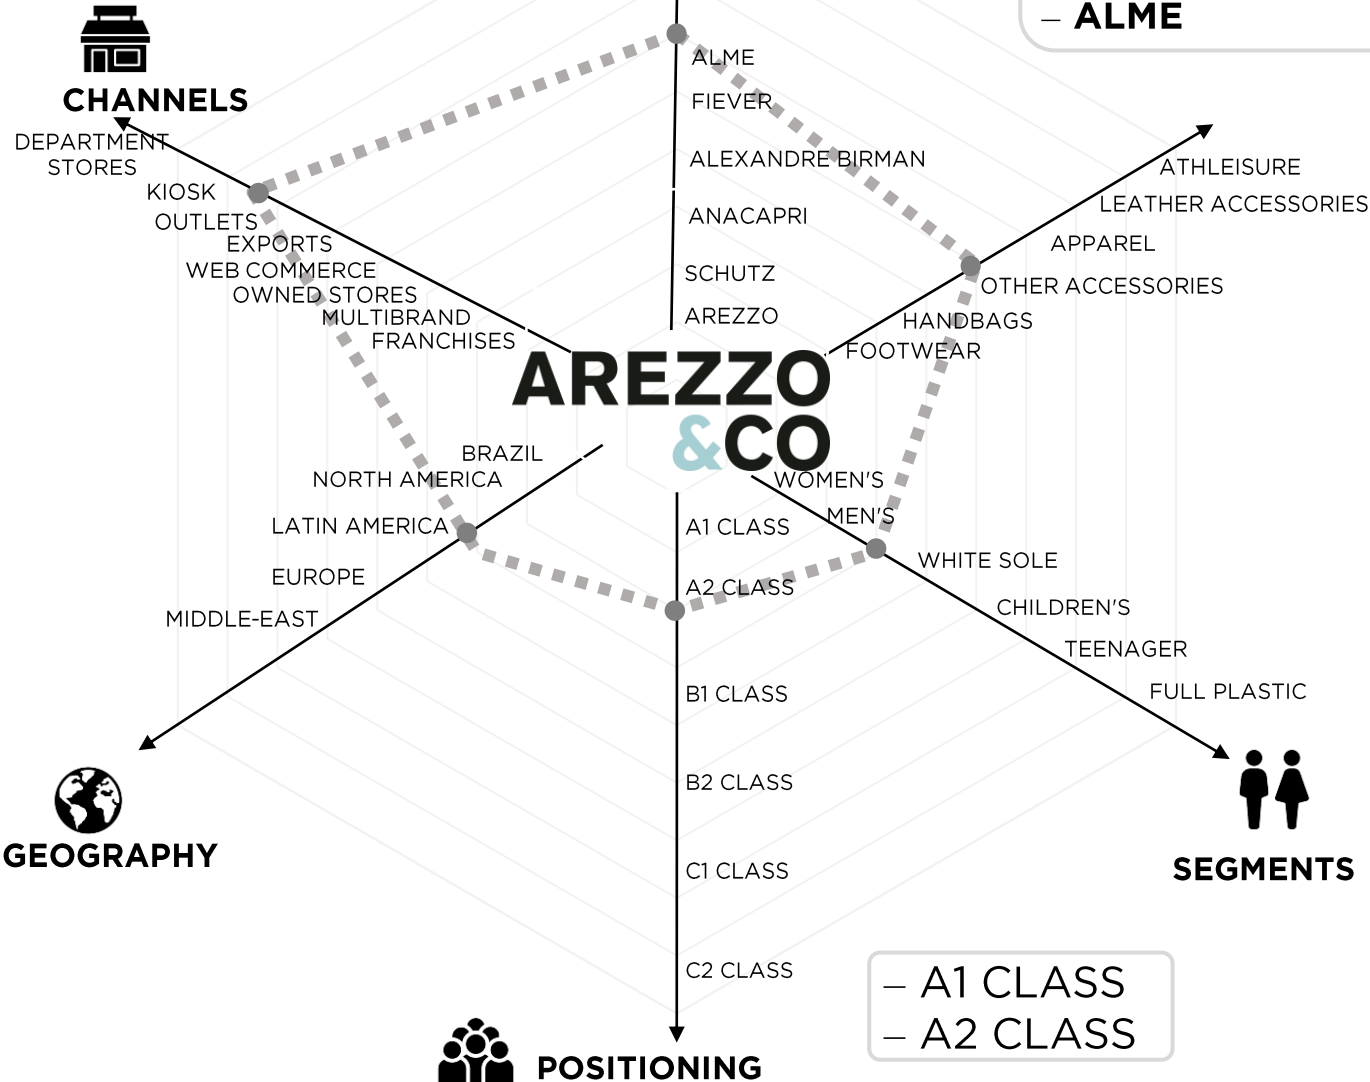 – ALME
CHANNELS
DEPARTMENT
STORES
KIOSK
OUTLETS
EXPORTS
WEB COMMERCE
OWNED STORES
MULTIBRAND
FRANCHISES
ALME
FIEVER
ALEXANDRE BIRMAN
ANACAPRI
SCHUTZ
AREZZO
ATHLEISURE
LEATHER ACCESSORIES
APPAREL
OTHER ACCESSORIES
HANDBAGS
FOOTWEAR
AREZZO
&CO
BRAZIL
NORTH AMERICA
LATIN AMERICA
EUROPE
MIDDLE-EAST
GEOGRAPHY
WOMEN'S
MEN'S
WHITE SOLE
CHILDREN'S
TEENAGER
FULL PLASTIC
SEGMENTS
A1 CLASS
A2 CLASS
B1 CLASS
B2 CLASS
C1 CLASS
C2 CLASS
POSITIONING
– A1 CLASS
– A2 CLASS